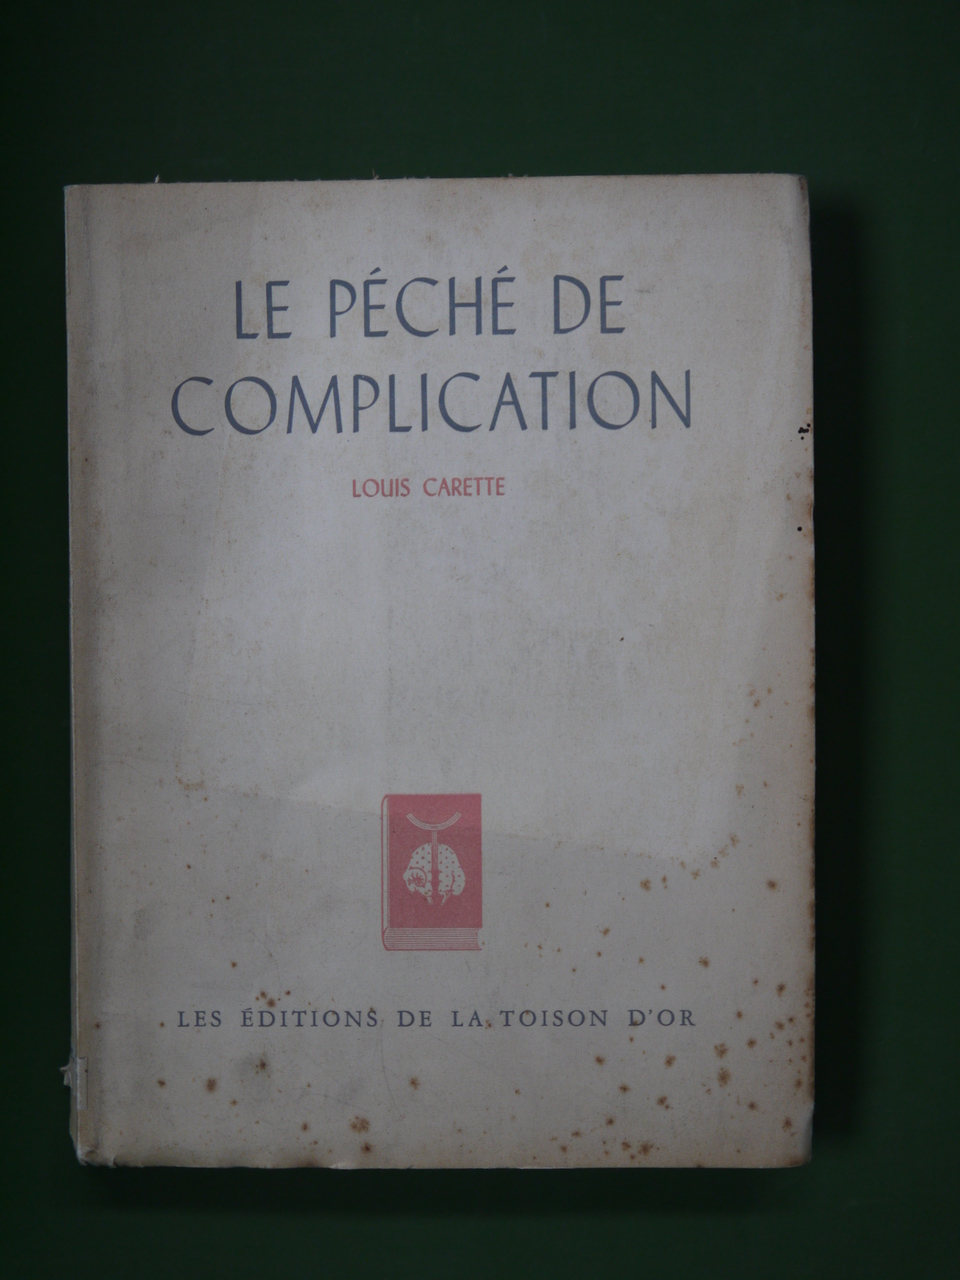 LE PÉCHÉ DE
COMPLICATION
LOUIS CARETTE
LES ÉDITIONS DE LA TOISON D'OR